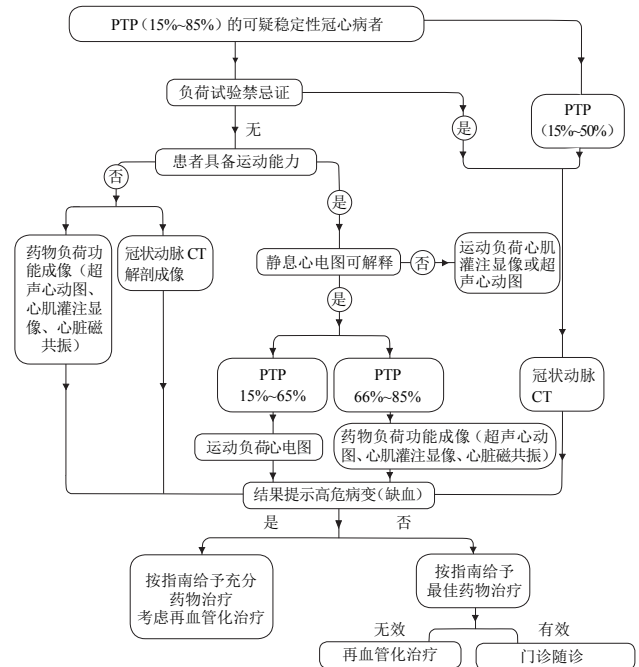 PTP（15%~85%）的可疑稳定性冠心病者
负荷试验禁忌证
PTP
（15%~50%）
是
无
患者具备运动能力
否
是
药物负荷功
能成像（超
声心动图、
心肌灌注显
像、心脏磁
共振）
冠状动脉CT
解剖成像
静息心电图可解释
否
运动负荷心肌
灌注显像或超
声心动图
是
PTP
15%~65%
PTP
66%~85%
冠状动脉
CT
运动负荷心电图
药物负荷功能成像（超声心动
图、心肌灌注显像、心脏磁共振）
结果提示高危病变（缺血）
是
否
按指南给予充分
药物治疗
考虑再血管化治疗
按指南给予
最佳药物治疗
无效
有效
再血管化治疗
门诊随诊